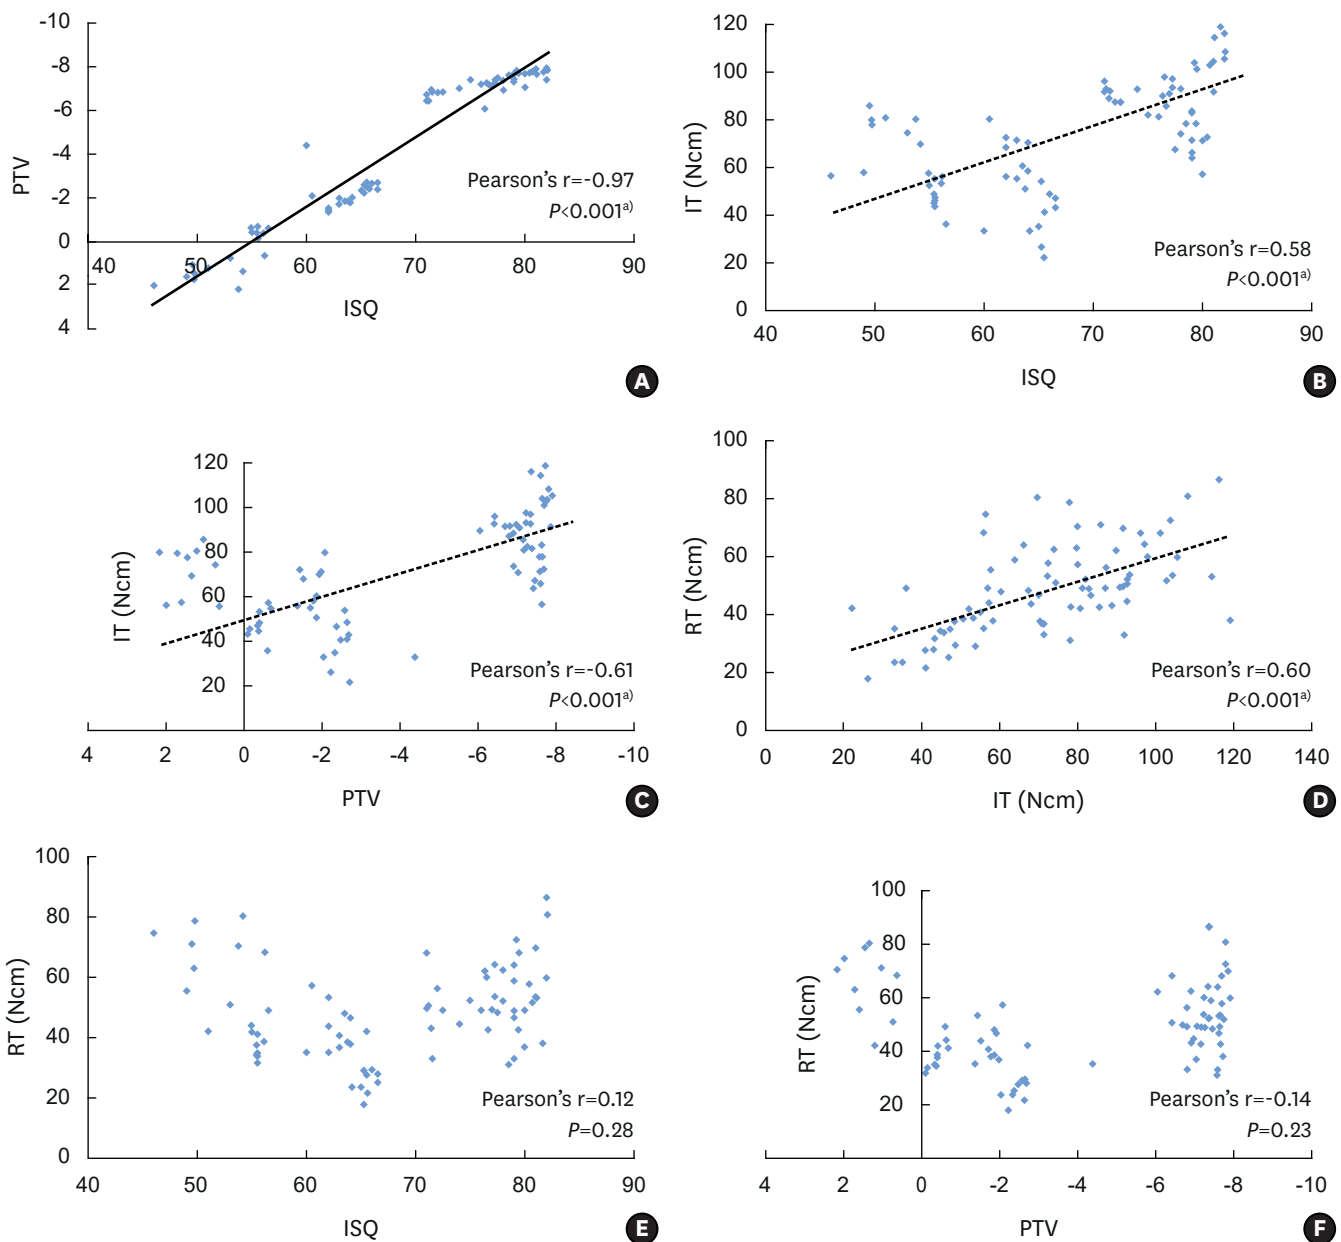 -10
-8
-6
-4
-2
0
2
4
PTV
40 50 60 70 80 90
ISQ
Pearson's r=-0.97
P<0.001a)
A
120
100
80
60
40
20
0
IT (Ncm)
40 50 60 70 80 90
ISQ
Pearson's r=0.58
P<0.001a)
B
120
100
80
60
40
20
IT (Ncm)
4 2 0 -2 -4 -6 -8 -10
PTV
Pearson's r=-0.61
P<0.001a)
C
100
80
60
40
20
0
RT (Ncm)
0 20 40 60 80 100 120 140
IT (Ncm)
Pearson's r=0.60
P<0.001a)
D
100
80
60
40
20
0
RT (Ncm)
40 50 60 70 80 90
ISQ
Pearson's r=0.12
P=0.28
E
100
80
60
40
20
RT (Ncm)
4 2 0 -2 -4 -6 -8 -10
PTV
Pearson's r=-0.14
P=0.23
F